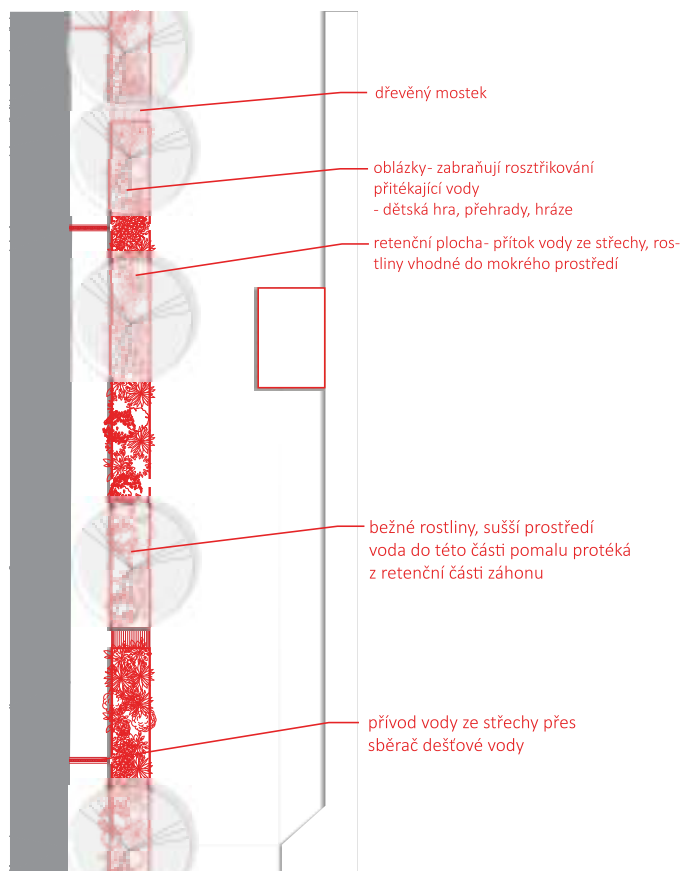 dřevěný mostek
oblázky- zabraňují rosztřikování
přitékající vody
- dětská hra, přehrady, hráze
retenční plocha- přítok vody ze střechy, ros-
tliny vhodné do mokrého prostředí
bežné rostliny, sušší prostředí
voda do této části pomalu protéká
z retenční části záhonu
přívod vody ze střechy přes
sběrač dešťové vody